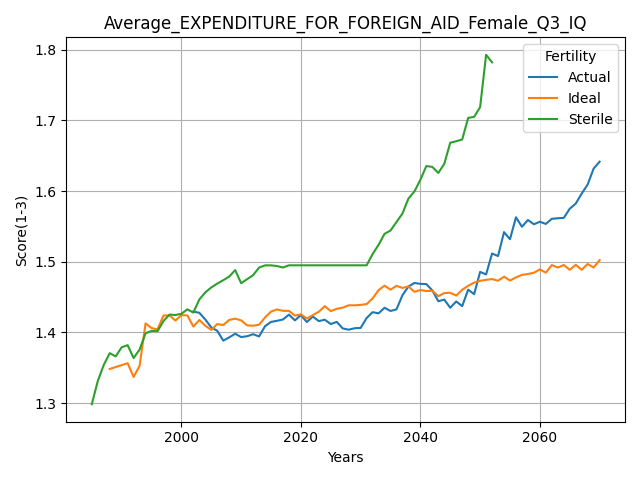 Average_EXPENDITURE_FOR_FOREIGN_AID_Female_Q3_IQ
Score(1-3)
1.8
1.7
1.6
1.5
1.4
1.3
Fertility
Actual
Ideal
Sterile
2000 2020 2040 2060
Years